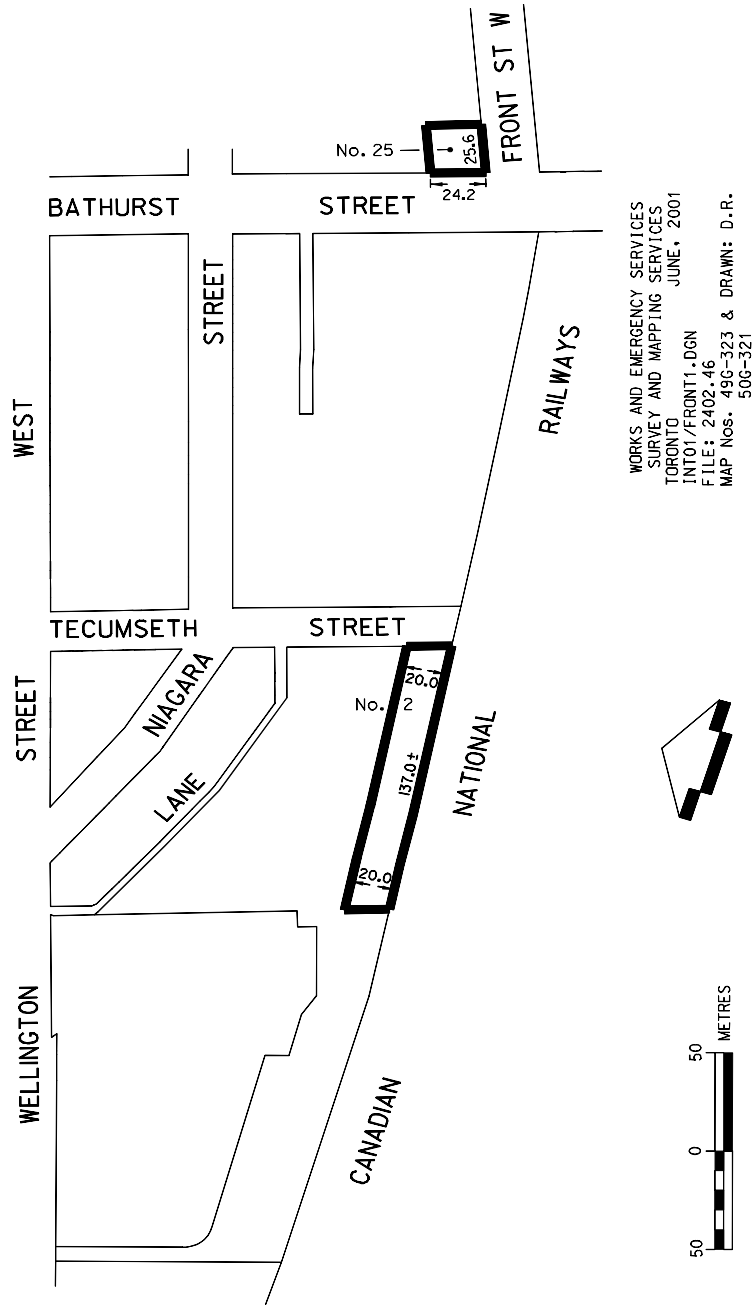 FRONT ST W
No. 25
25.6
24.2
BATHURST STREET
STREET
WEST
RAILWAYS
TECUMSETH STREET
STREET
NIAGARA
LANE
20.0
No. 2
137.0±
20.0
NATIONAL
WELLINGTON
CANADIAN
WORKS AND EMERGENCY SERVICES
SURVEY AND MAPPING SERVICES
TORONTO JUNE, 2001
INTO1/FRONT1.DGN
FILE: 2402.46
MAP Nos. 49G-323 & DRAWN: D.R.
50G-321
50 0 50
METRES